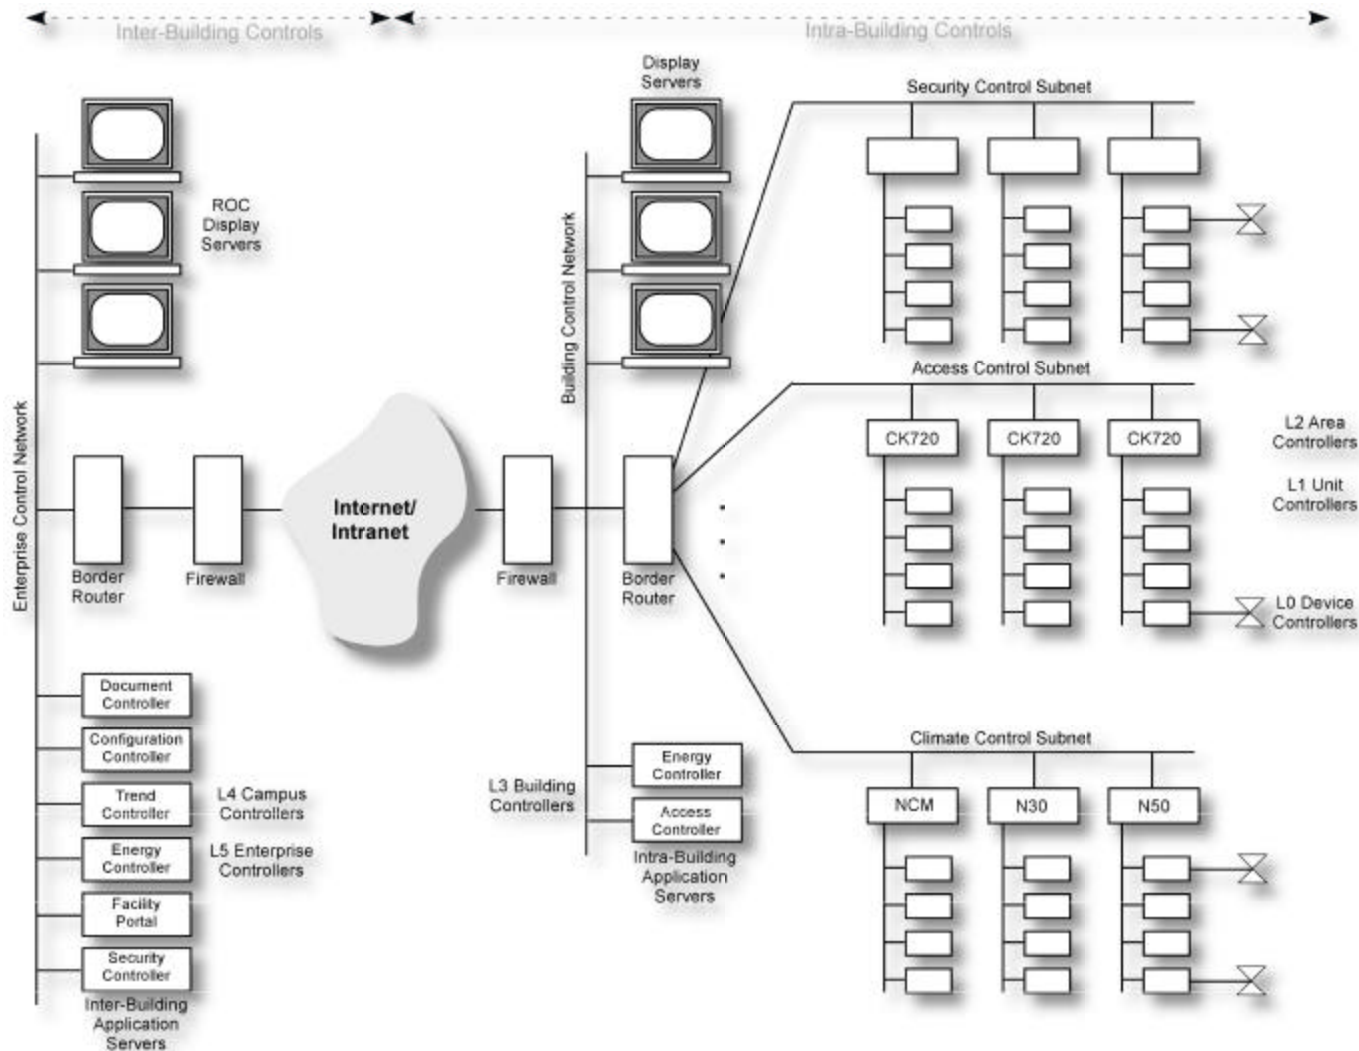 Inter-Building Controls
Intra-Building Controls
Display
Servers
Security Control Subnet
ROC
Display
Servers
Building Control Network
Access Control Subnet
CK720
CK720
CK720
L2 Area
Controllers
L1 Unit
Controllers
Enterprise Control Network
Internet/
Intranet
Border
Router
Firewall
Firewall
Border
Router
L0 Device
Controllers
Document
Controller
Configuration
Controller
Trend
Controller
Energy
Controller
Facility
Portal
Security
Controller
Inter-Building
Application
Servers
L4 Campus
Controllers
L5 Enterprise
Controllers
L3 Building
Controllers
Energy
Controller
Access
Controller
Intra-Building
Application
Servers
Climate Control Subnet
NCM
N30
N50